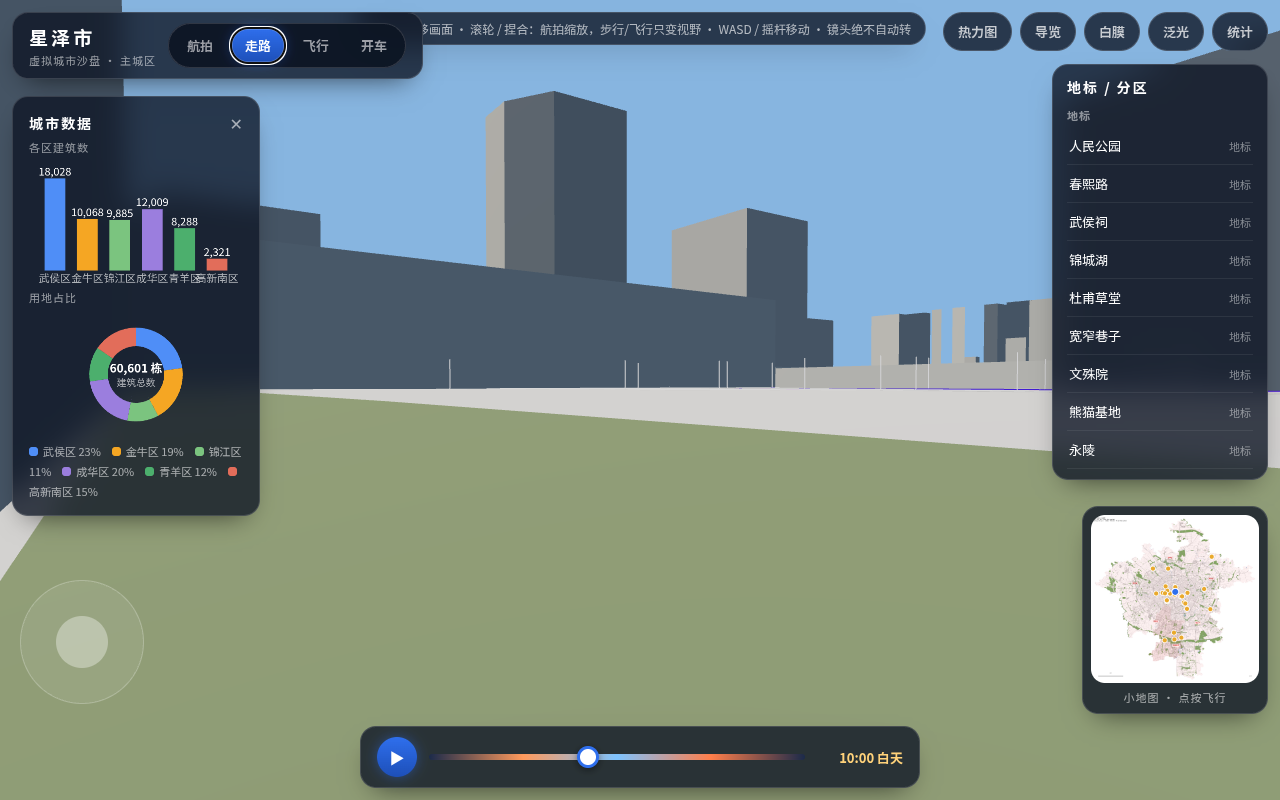 星泽市
虚拟城市沙盘 · 主城区
航拍
走路
飞行
开车
画面 · 滚轮 / 捏合：航拍缩放，步行/飞行只变视野 · WASD / 摇杆移动 · 镜头绝不自动转
热力图
导览
白膜
泛光
统计
城市数据
×
各区建筑数
18,028
10,068
9,885
12,009
8,288
2,321
武侯区
金牛区
锦江区
成华区
青羊区
高新南区
用地占比
60,601 栋
建筑总数
武侯区 23% 金牛区 19% 锦江区
11% 成华区 20% 青羊区 12%
高新南区 15%
地标 / 分区
地标
人民公园 地标
春熙路 地标
武侯祠 地标
锦城湖 地标
杜甫草堂 地标
宽窄巷子 地标
文殊院 地标
熊猫基地 地标
永陵 地标
小地图 · 点按飞行
10:00 白天